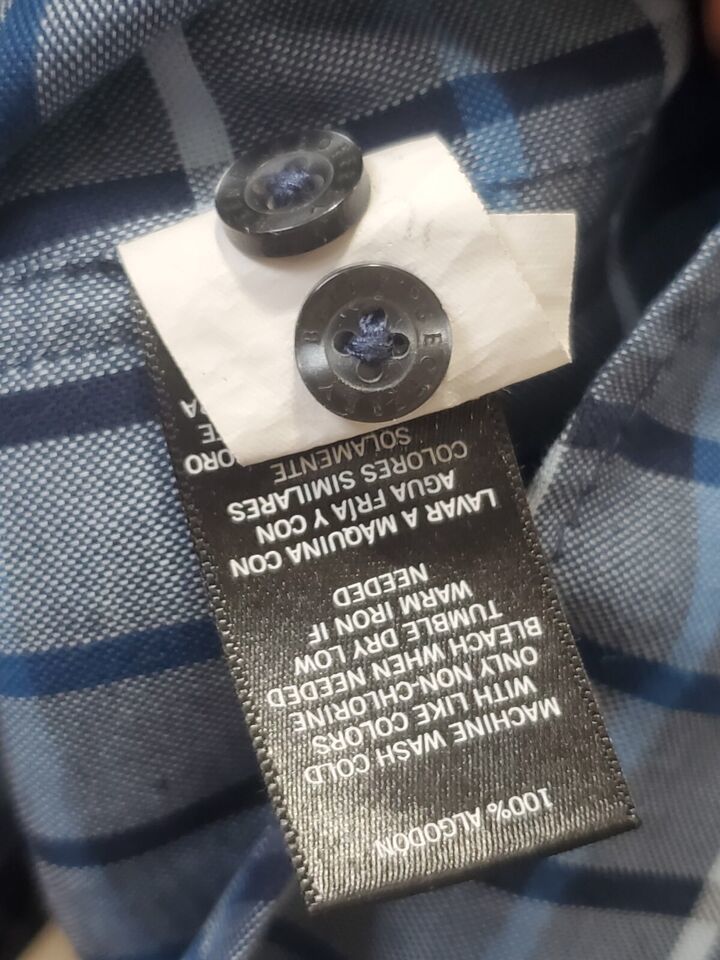 100% ALGODÓN
MACHINE WASH COLD
WITH LIKE COLORS
ONLY NON-CHLORINE
BLEACH WHEN NEEDED
TUMBLE DRY LOW
WARM IRON IF
NEEDED
LAVAR A MÁQUINA CON
AGUA FRÍA Y CON
COLORES SIMILARES
SOLAMENTE